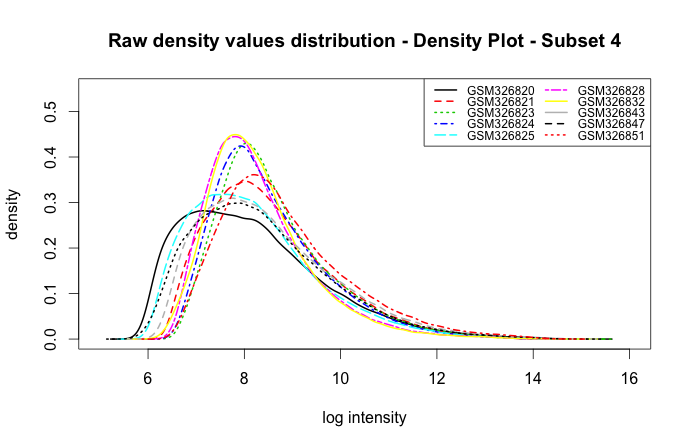 Raw density values distribution - Density Plot - Subset 4
GSM326820 GSM326828
GSM326821 GSM326832
GSM326823 GSM326843
GSM326824 GSM326847
GSM326825 GSM326851
density
0.5
0.4
0.3
0.2
0.1
0.0
6 8 10 12 14 16
log intensity